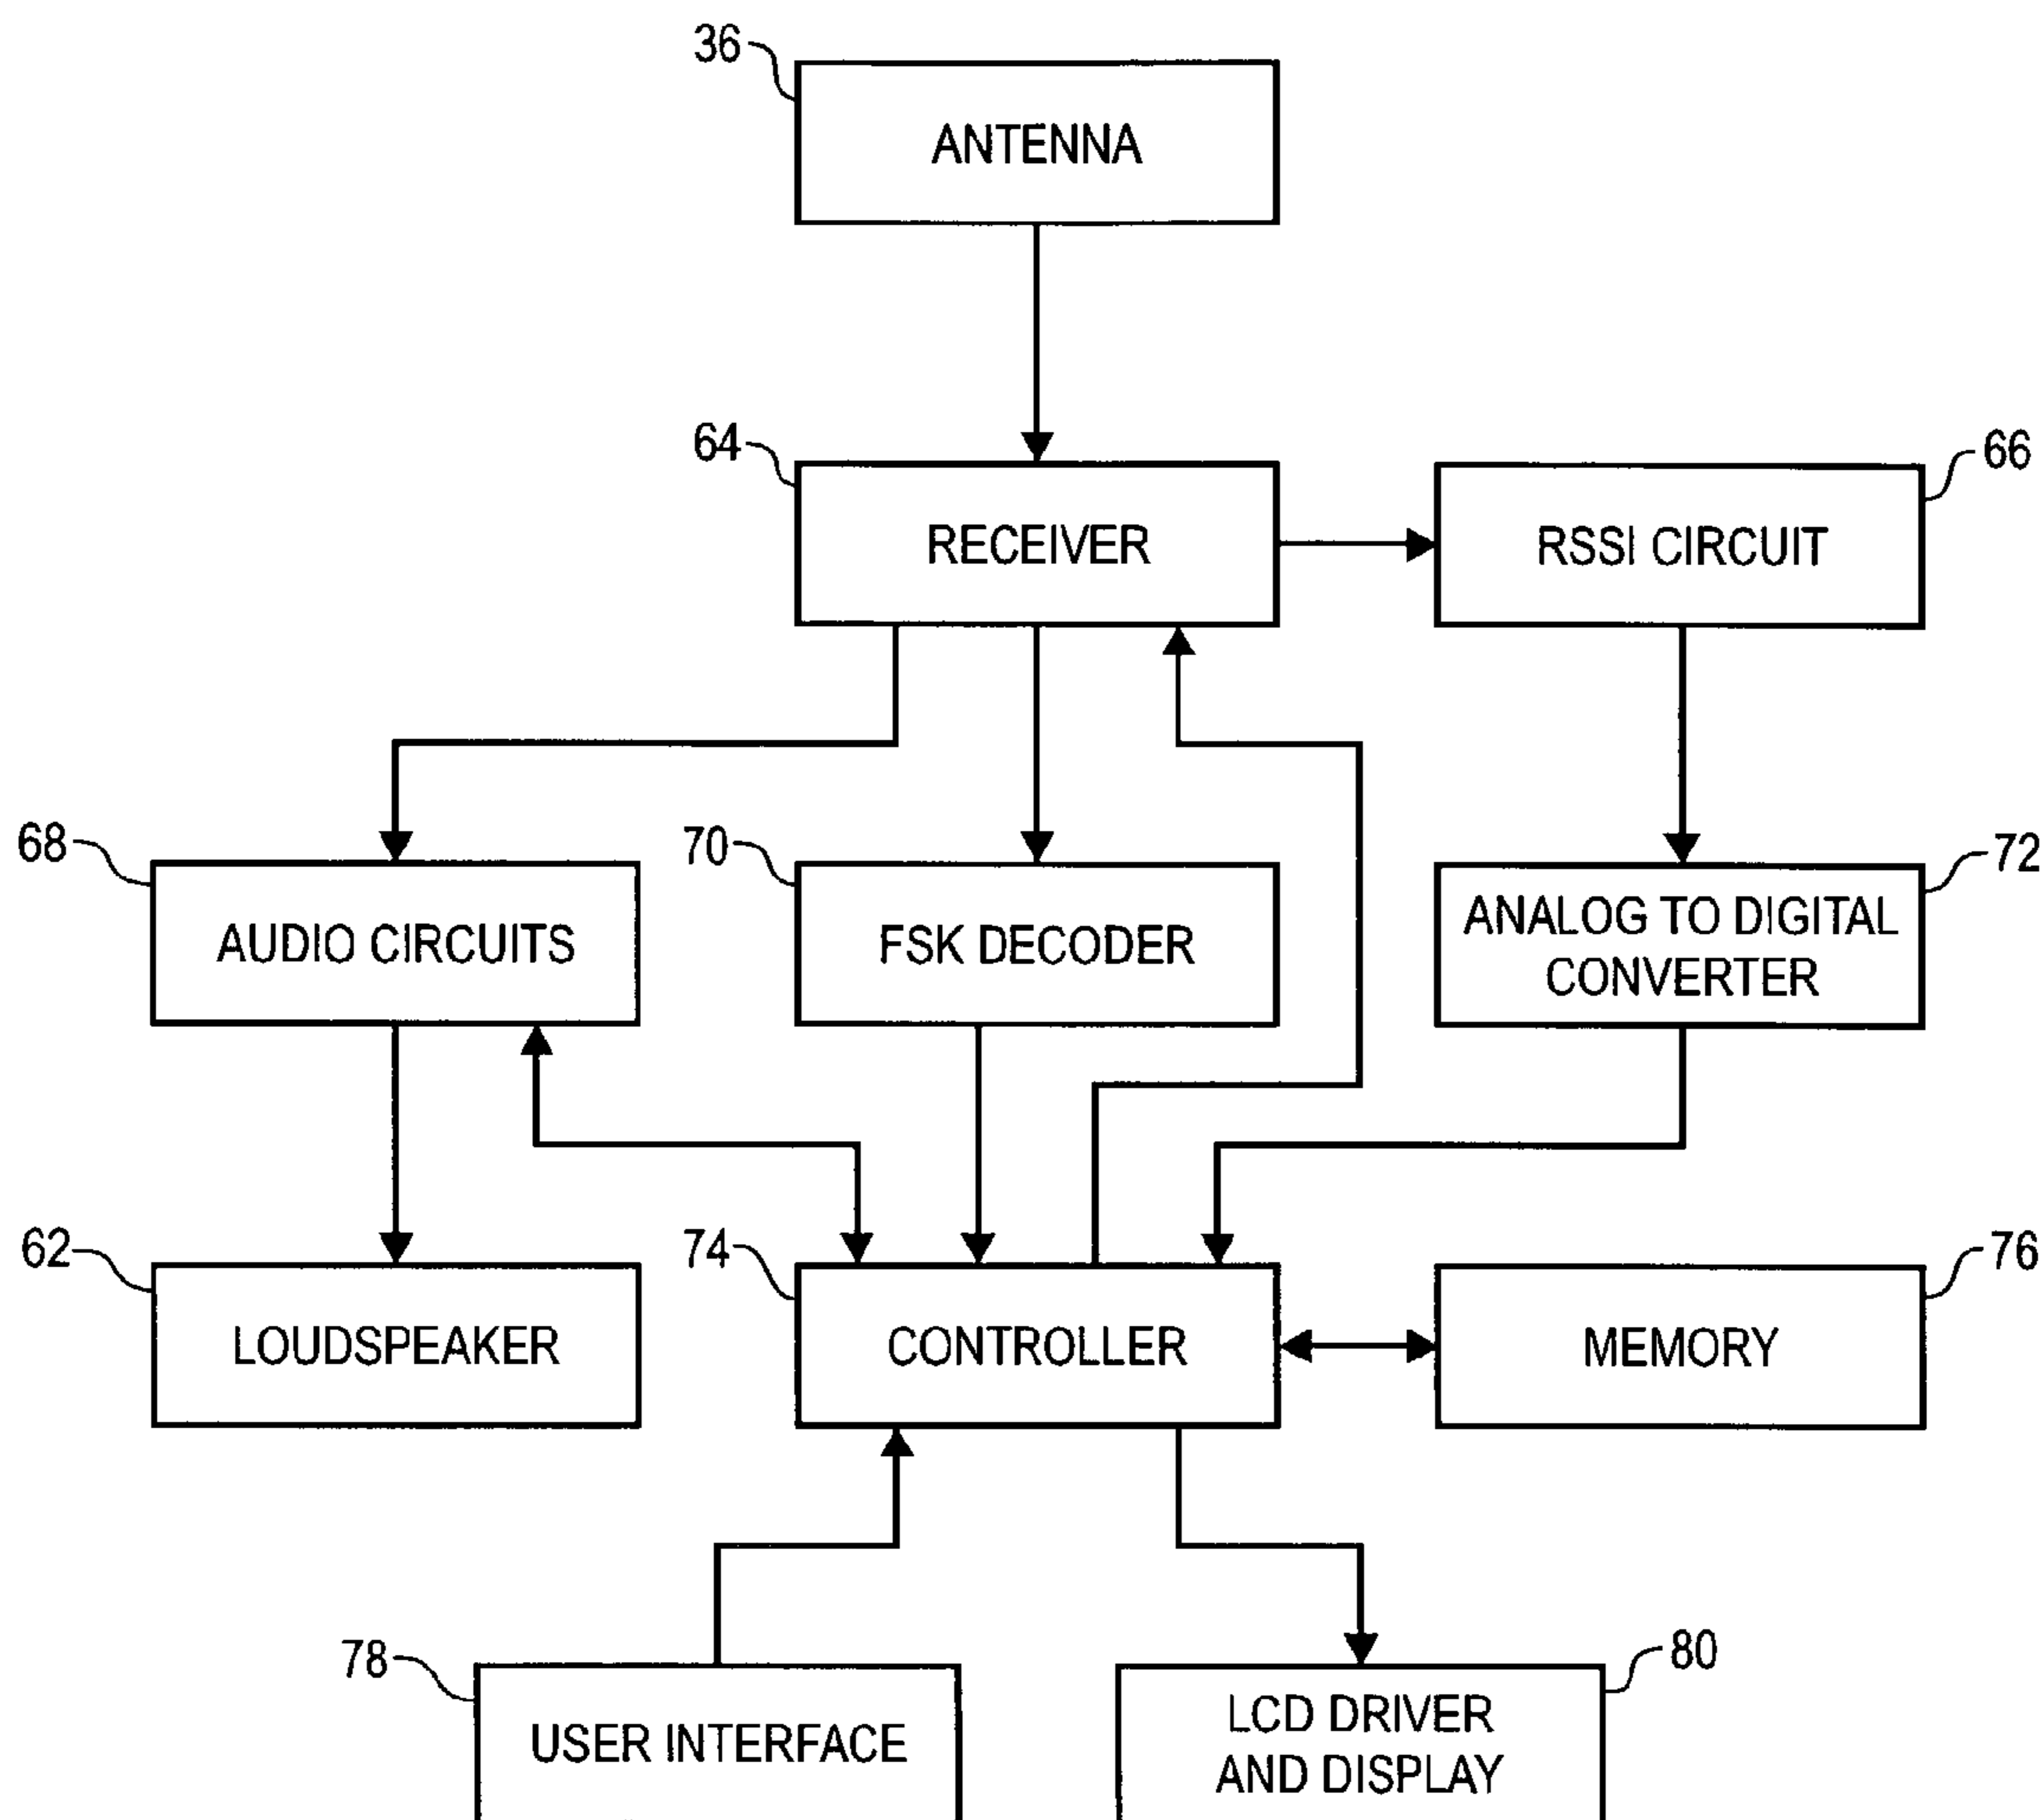 36
ANTENNA
64
RECEIVER
66
RSSI CIRCUIT
68
AUDIO CIRCUITS
70
FSK DECODER
72
ANALOG TO DIGITAL
CONVERTER
62
LOUDSPEAKER
74
CONTROLLER
76
MEMORY
78
USER INTERFACE
80
LCD DRIVER
AND DISPLAY